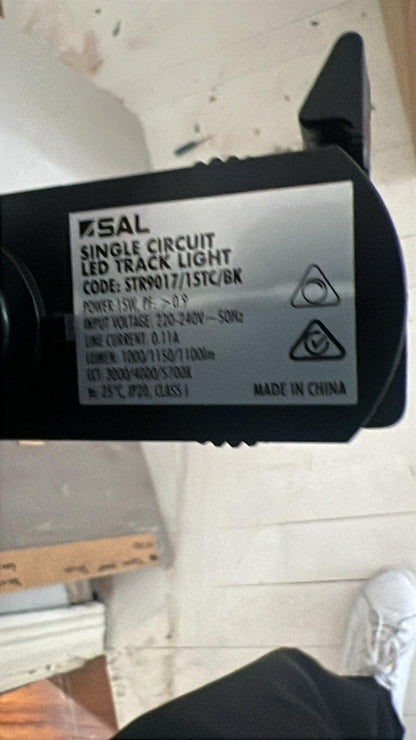 SAL
SINGLE CIRCUIT
LED TRACK LIGHT
CODE: STR9017/15TC/BK
POWER 15W, PF: >0.9
INPUT VOLTAGE: 220-240V~50Hz
LINE CURRENT: 0.11A
LUMEN: 1000/1150/1100lm
CCT: 3000/4000/5700K
ta: 25°C, IP20, CLASS I
MADE IN CHINA